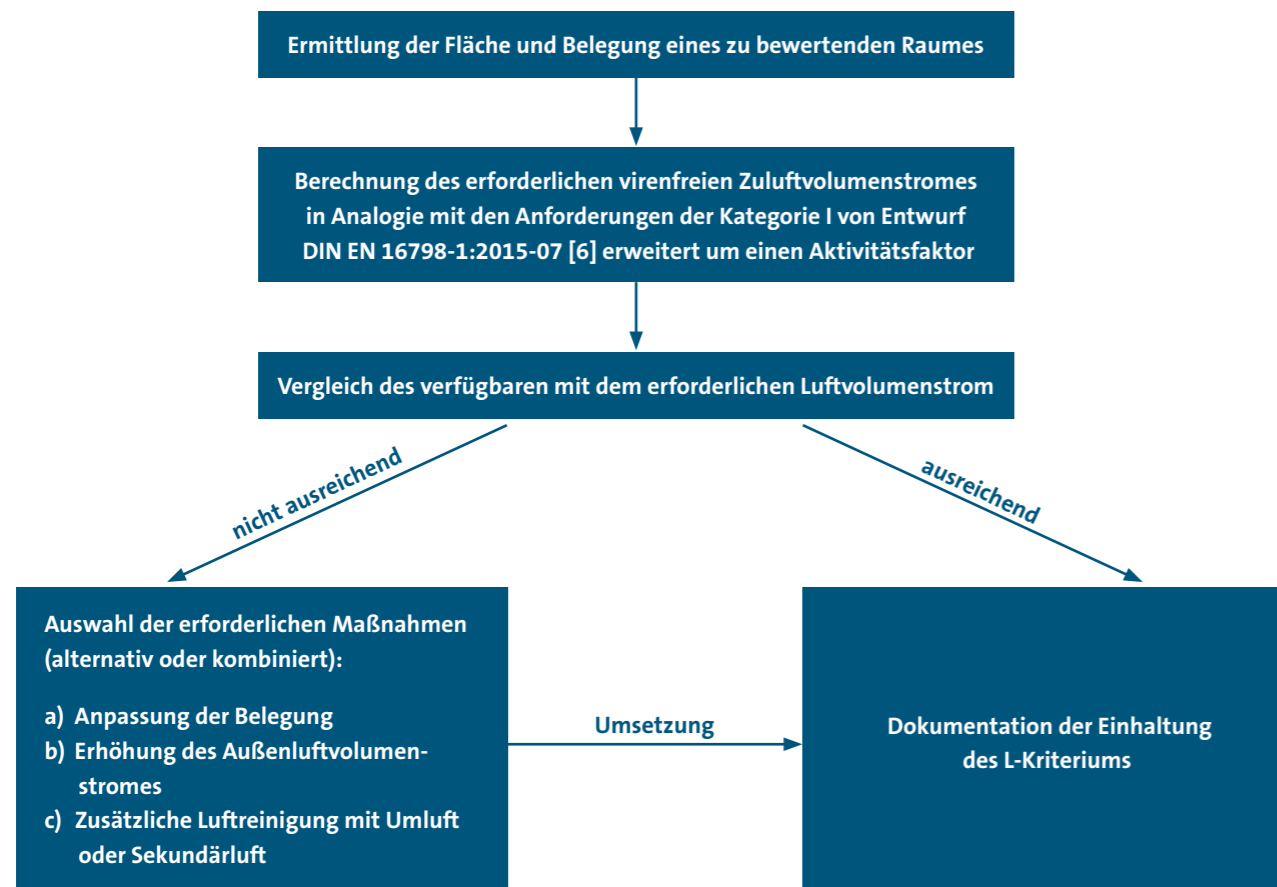 Ermittlung der Fläche und Belegung eines zu bewertenden Raumes
Berechnung des erforderlichen virenfreien Zuluftvolumenstromes
in Analogie mit den Anforderungen der Kategorie I von Entwurf
DIN EN 16798-1:2015-07 [6] erweitert um einen Aktivitätsfaktor
Vergleich des verfügbaren mit dem erforderlichen Luftvolumenstrom
nicht ausreichend
ausreichend
Auswahl der erforderlichen Maßnahmen
(alternativ oder kombiniert):
a) Anpassung der Belegung
b) Erhöhung des Außenluftvolumen-
stromes
c) Zusätzliche Luftreinigung mit Umluft
oder Sekundärluft
Umsetzung
Dokumentation der Einhaltung
des L-Kriteriums